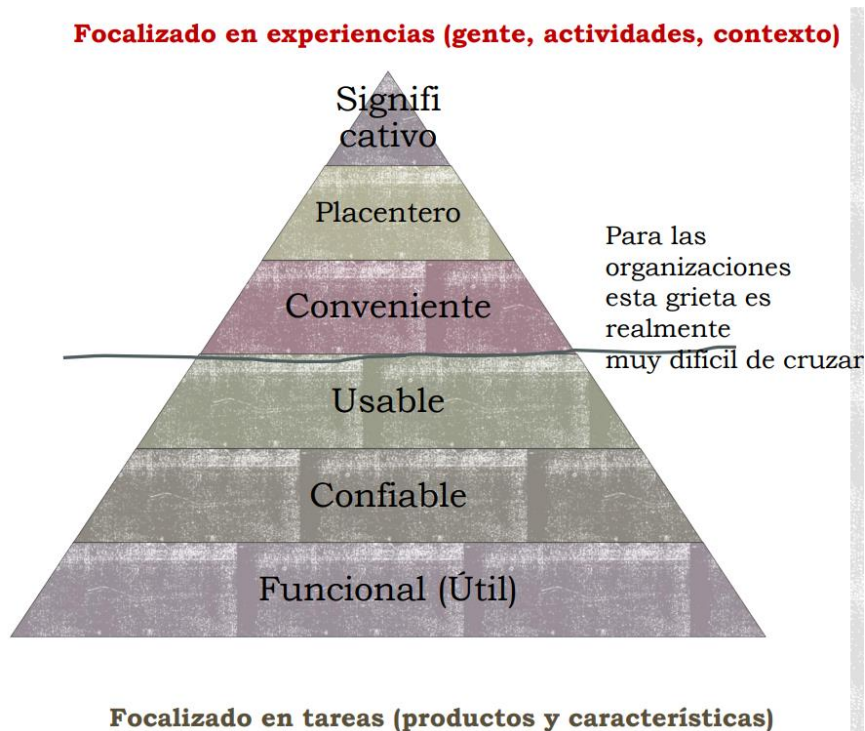 Focalizado en experiencias (gente, actividades, contexto)
Signifi
cativo
Placentero
Para las
organizaciones
esta grieta es
realmente
muy difícil de cruzar
Conveniente
Usable
Confiable
Funcional (Útil)
Focalizado en tareas (productos y características)